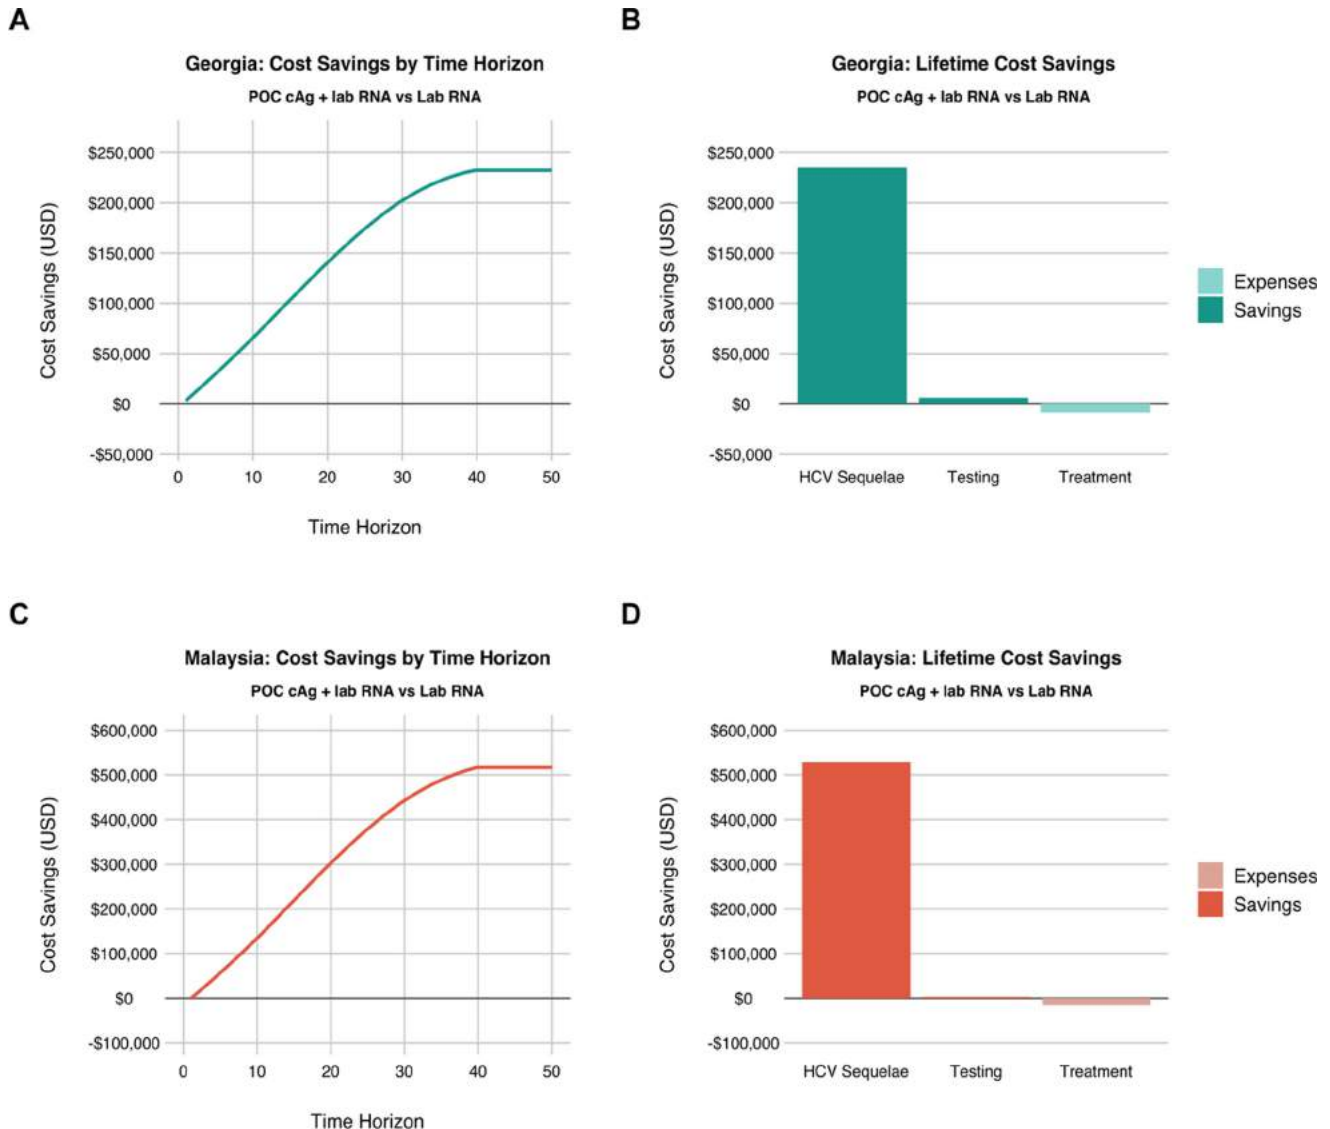 A
Georgia: Cost Savings by Time Horizon
POC cAg + lab RNA vs Lab RNA
Cost Savings (USD)
$250,000
$200,000
$150,000
$100,000
$50,000
$0
-$50,000
0 10 20 30 40 50
Time Horizon
B
Georgia: Lifetime Cost Savings
POC cAg + lab RNA vs Lab RNA
Cost Savings (USD)
$250,000
$200,000
$150,000
$100,000
$50,000
$0
-$50,000
HCV Sequelae Testing Treatment
Expenses
Savings
C
Malaysia: Cost Savings by Time Horizon
POC cAg + lab RNA vs Lab RNA
Cost Savings (USD)
$600,000
$500,000
$400,000
$300,000
$200,000
$100,000
$0
-$100,000
0 10 20 30 40 50
Time Horizon
D
Malaysia: Lifetime Cost Savings
POC cAg + lab RNA vs Lab RNA
Cost Savings (USD)
$600,000
$500,000
$400,000
$300,000
$200,000
$100,000
$0
-$100,000
HCV Sequelae Testing Treatment
Expenses
Savings